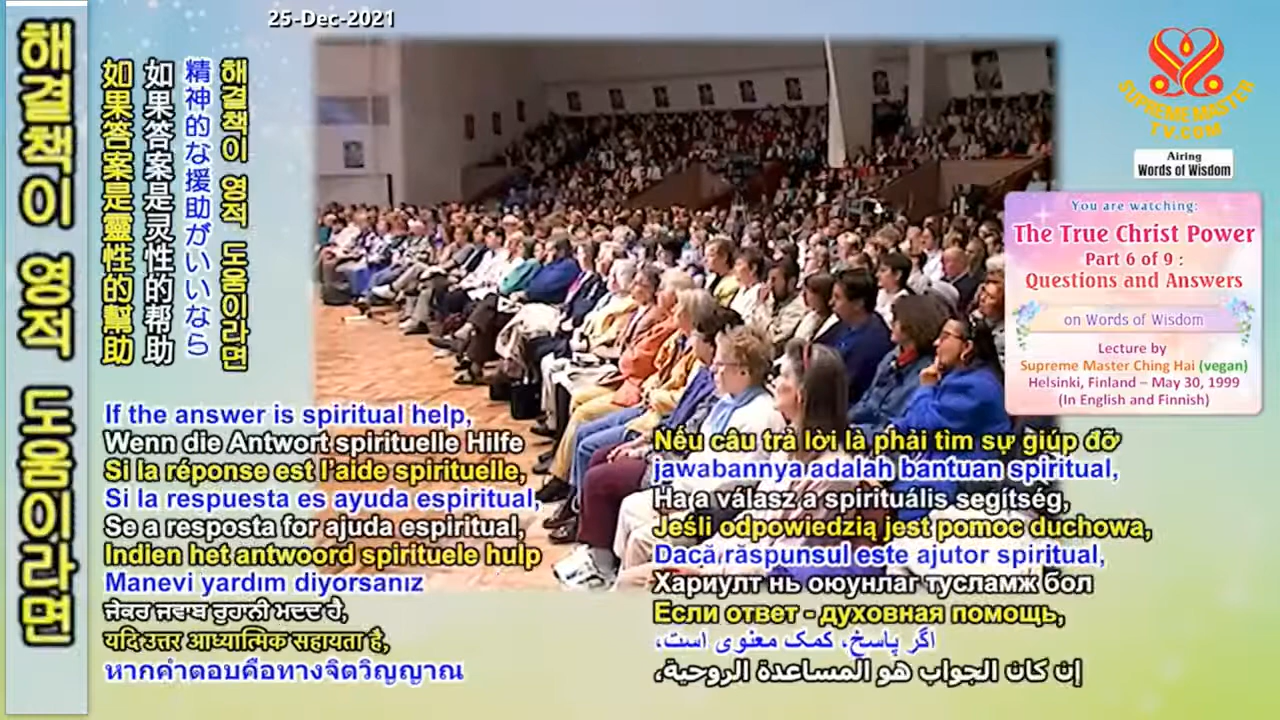 25-Dec-2021
해결책이 영적 도움이라면
해결책이 영적 도움이라면
精神的な援助がいいなら
如果答案是灵性的帮助
如果答案是靈性的幫助
SUPREME MASTER
TV.COM
Airing
Words of Wisdom
You are watching:
The True Christ Power
Part 6 of 9 :
Questions and Answers
on Words of Wisdom
Lecture by
Supreme Master Ching Hai (vegan)
Helsinki, Finland – May 30, 1999
(In English and Finnish)
If the answer is spiritual help,
Wenn die Antwort spirituelle Hilfe
Si la réponse est l'aide spirituelle,
Si la respuesta es ayuda espiritual,
Se a resposta for ajuda espiritual,
Indien het antwoord spirituele hulp
Manevi yardım diyorsanız
ਜੇਕਰ ਜਵਾਬ ਰੂਹਾਨੀ ਮਦਦ ਹੈ,
यदि उत्तर आध्यात्मिक सहायता है,
หากคำตอบคือทางจิตวิญญาณ
Nếu câu trả lời là phải tìm sự giúp đỡ
jawabannya adalah bantuan spiritual,
Ha a válasz a spirituális segítség,
Jeśli odpowiedzią jest pomoc duchowa,
Dacă răspunsul este ajutor spiritual,
Хариулт нь оюунлаг тусламж бол
Если ответ - духовная помощь,
اگر پاسخ، کمک معنوی است،
إن كان الجواب هو المساعدة الروحية،